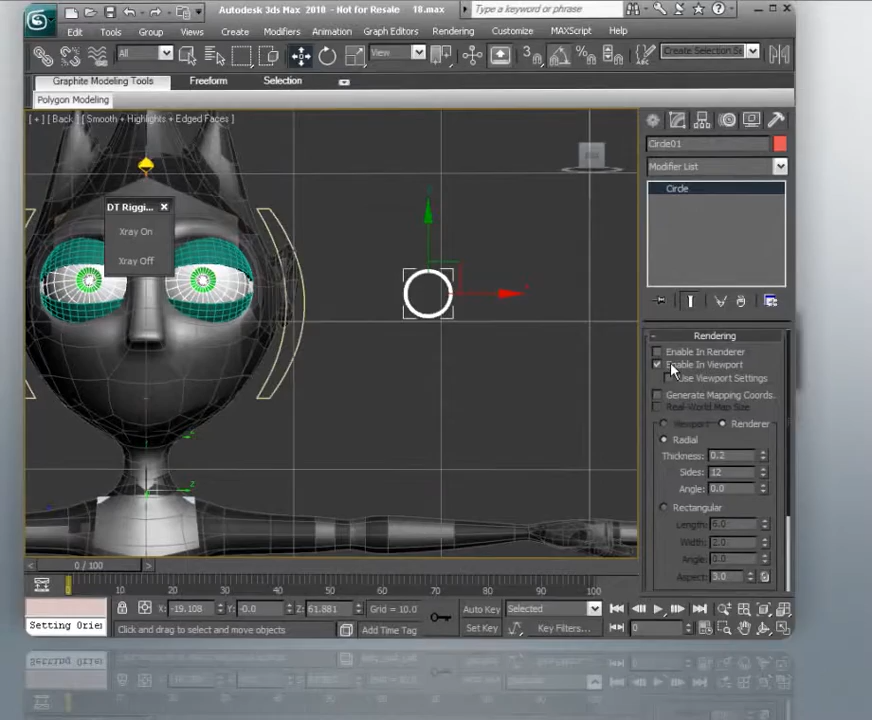 Autodesk 3ds Max 2010 - Not for Resale 18.max
Type a keyword or phrase
Edit Tools Group Views Create Modifiers Animation Graph Editors Rendering Customize MAXScript Help
All View 3 Create Selection Se
Graphite Modeling Tools Freeform Selection
Polygon Modeling
[ + ] [ Back ] [ Smooth + Highlights + Edged Faces ]
Circle01
Modifier List
Circle
DT Riggi...
Xray On
Xray Off
Rendering
Enable In Renderer
Enable In Viewport
Use Viewport Settings
Generate Mapping Coords.
Real-World Map Size
Viewport Renderer
Radial
Thickness: 0.2
Sides: 12
Angle: 0.0
Rectangular
Length: 6.0
Width: 2.0
Angle: 0.0
Aspect: 3.0
0 / 100
0 10 20 30 40 50 60 70 80 90 100
X: -19.108 Y: -0.0 Z: 61.881 Grid = 10.0
Auto Key Selected
Setting Orie
Click and drag to select and move objects
Add Time Tag
Set Key Key Filters...
0